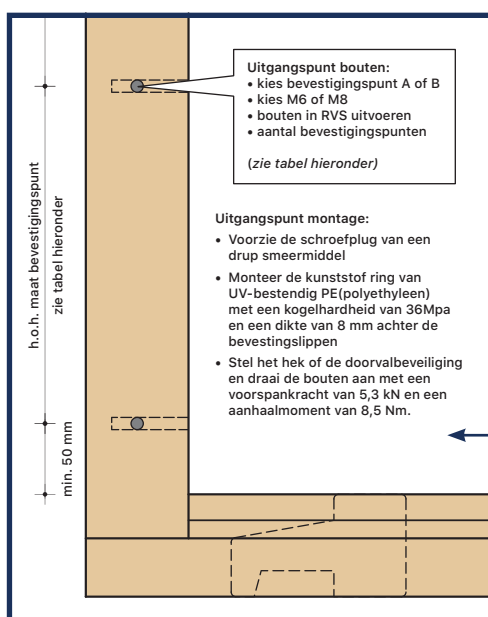 Uitgangspunt bouten:
• kies bevestigingspunt A of B
• kies M6 of M8
• bouten in RVS uitvoeren
• aantal bevestigingspunten
(zie tabel hieronder)
h.o.h. maat bevestigingspunt
zie tabel hieronder
Uitgangspunt montage:
• Voorzie de schroefplug van een
drup smeermiddel
• Monteer de kunststof ring van
UV-bestendig PE(polyethyleen)
met een kogelhardheid van 36Mpa
en een dikte van 8 mm achter de
bevestingslippen
• Stel het hek of de doorvalbeveiliging
en draai de bouten aan met een
voorspankracht van 5,3 kN en een
aanhaalmoment van 8,5 Nm.
min. 50 mm